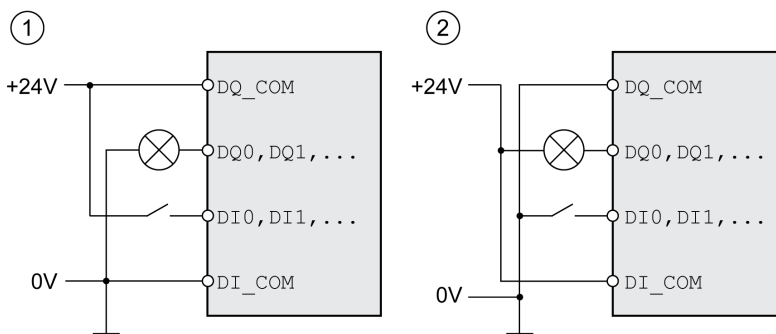 1
+24V
DQ_COM
DQ0,DQ1,...
DI0,DI1,...
0V
DI_COM
2
+24V
DQ_COM
DQ0,DQ1,...
DI0,DI1,...
DI_COM
0V